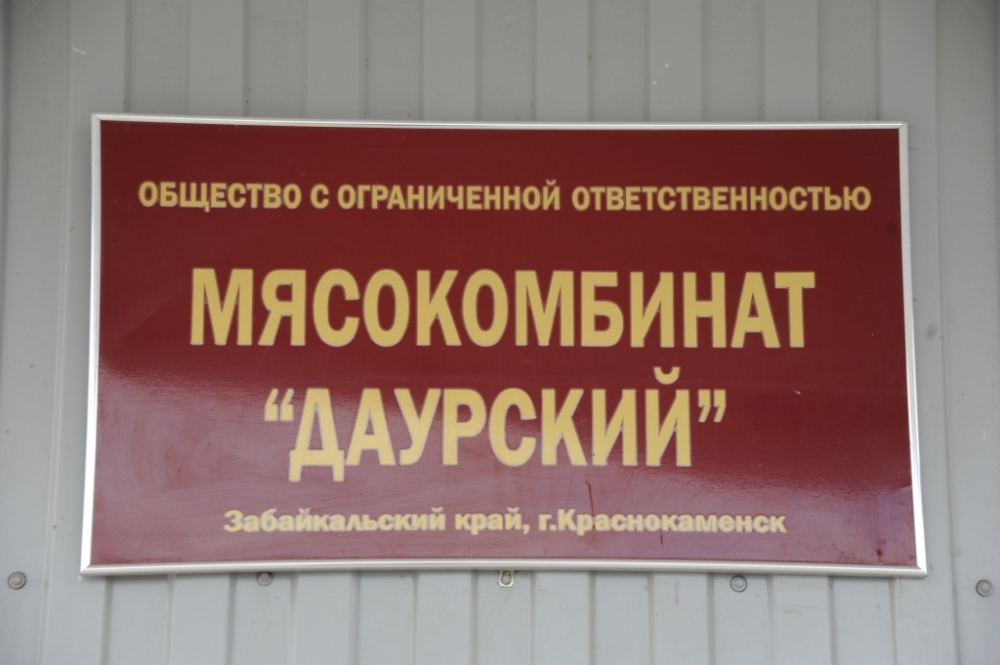 ОБЩЕСТВО С ОГРАНИЧЕННОЙ ОТВЕТСТВЕННОСТЬЮ
МЯСОКОМБИНАТ
“ДАУРСКИЙ”
Забайкальский край, г.Краснокаменск